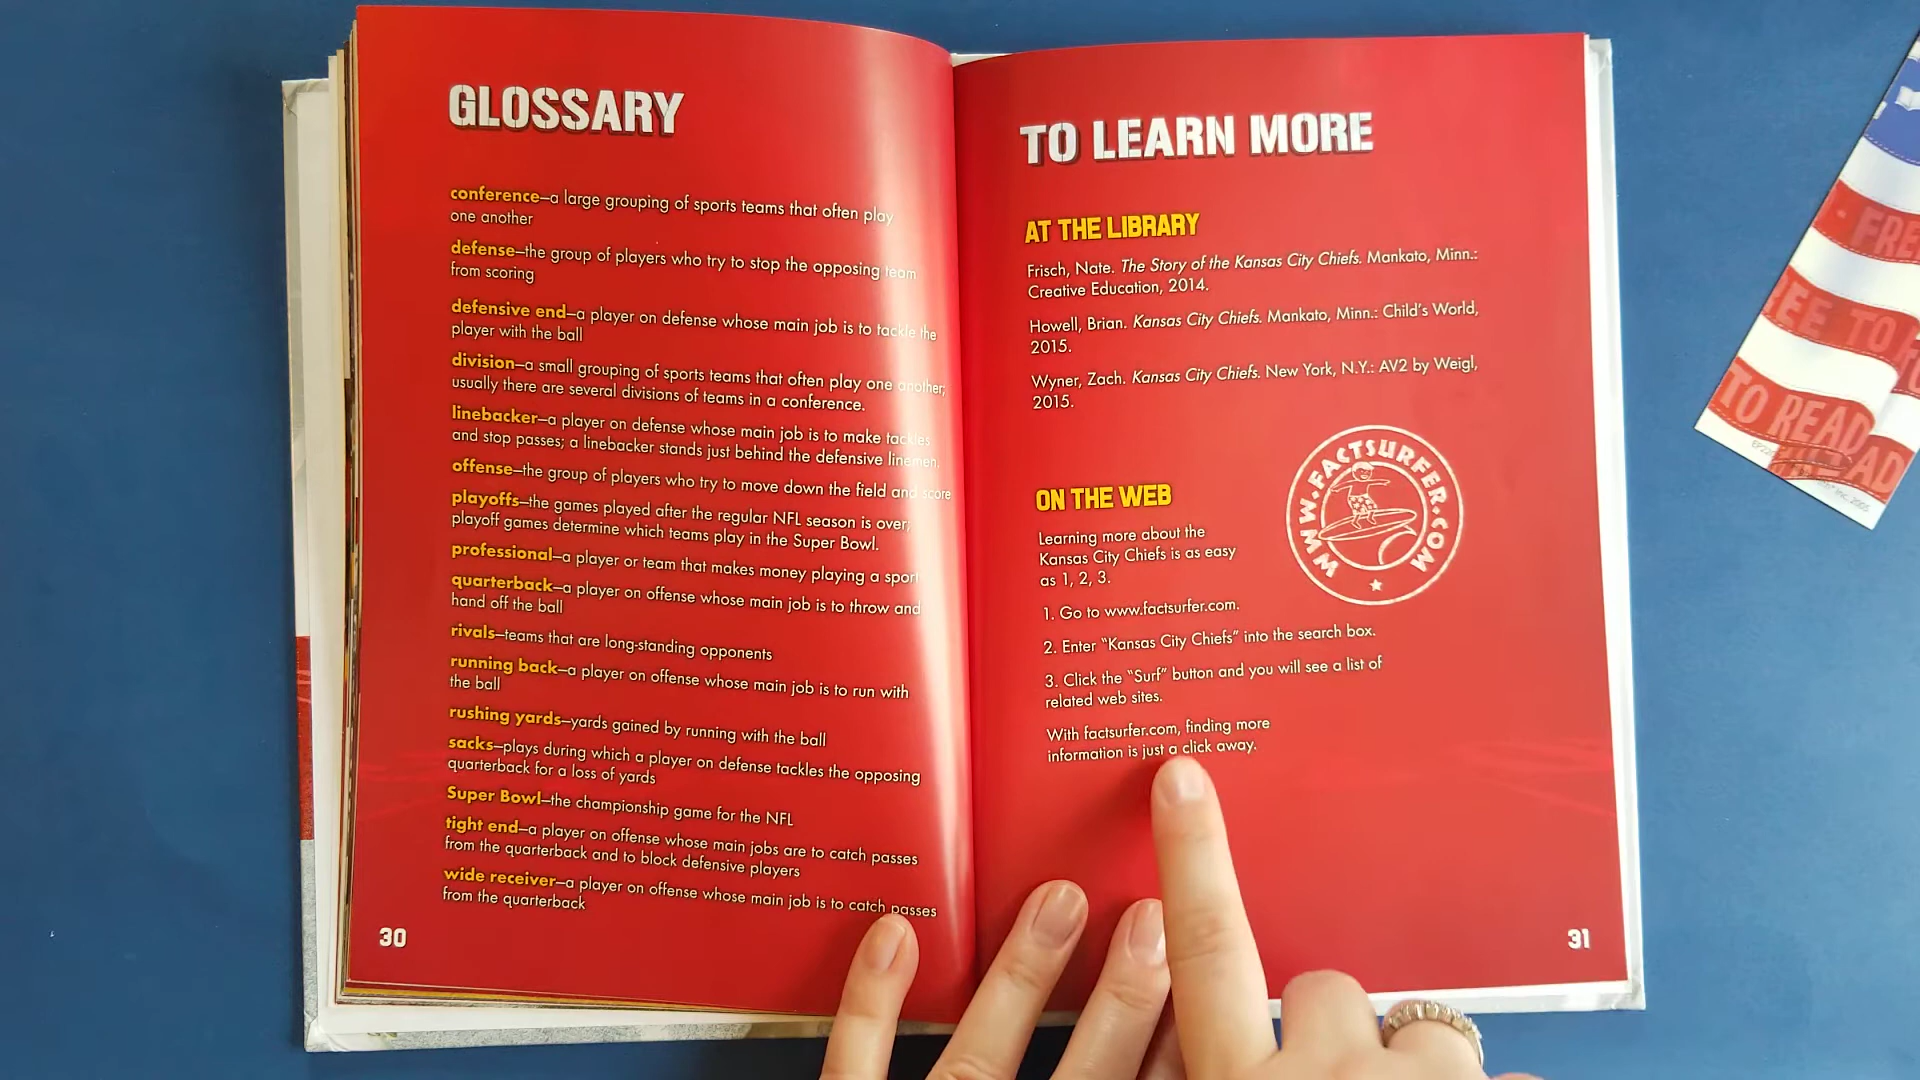 GLOSSARY
conference—a large grouping of sports teams that often play
one another
defense—the group of players who try to stop the opposing team
from scoring
defensive end—a player on defense whose main job is to tackle the
player with the ball
division—a small grouping of sports teams that often play one another;
usually there are several divisions of teams in a conference.
linebacker—a player on defense whose main job is to make tackles
and stop passes; a linebacker stands just behind the defensive linemen.
offense—the group of players who try to move down the field and score
playoffs—the games played after the regular NFL season is over;
playoff games determine which teams play in the Super Bowl.
professional—a player or team that makes money playing a sport
quarterback—a player on offense whose main job is to throw and
hand off the ball
rivals—teams that are long-standing opponents
running back—a player on offense whose main job is to run with
the ball
rushing yards—yards gained by running with the ball
sacks—plays during which a player on defense tackles the opposing
quarterback for a loss of yards
Super Bowl—the championship game for the NFL
tight end—a player on offense whose main jobs are to catch passes
from the quarterback and to block defensive players
wide receiver—a player on offense whose main job is to catch passes
from the quarterback
30
TO LEARN MORE
AT THE LIBRARY
Frisch, Nate. The Story of the Kansas City Chiefs. Mankato, Minn.:
Creative Education, 2014.
Howell, Brian. Kansas City Chiefs. Mankato, Minn.: Child's World,
2015.
Wyner, Zach. Kansas City Chiefs. New York, N.Y.: AV2 by Weigl,
2015.
WWW.FACTSURFER.COM
ON THE WEB
Learning more about the
Kansas City Chiefs is as easy
as 1, 2, 3.
1. Go to www.factsurfer.com.
2. Enter "Kansas City Chiefs" into the search box.
3. Click the "Surf" button and you will see a list of
related web sites.
With factsurfer.com, finding more
information is just a click away.
31
TO READ